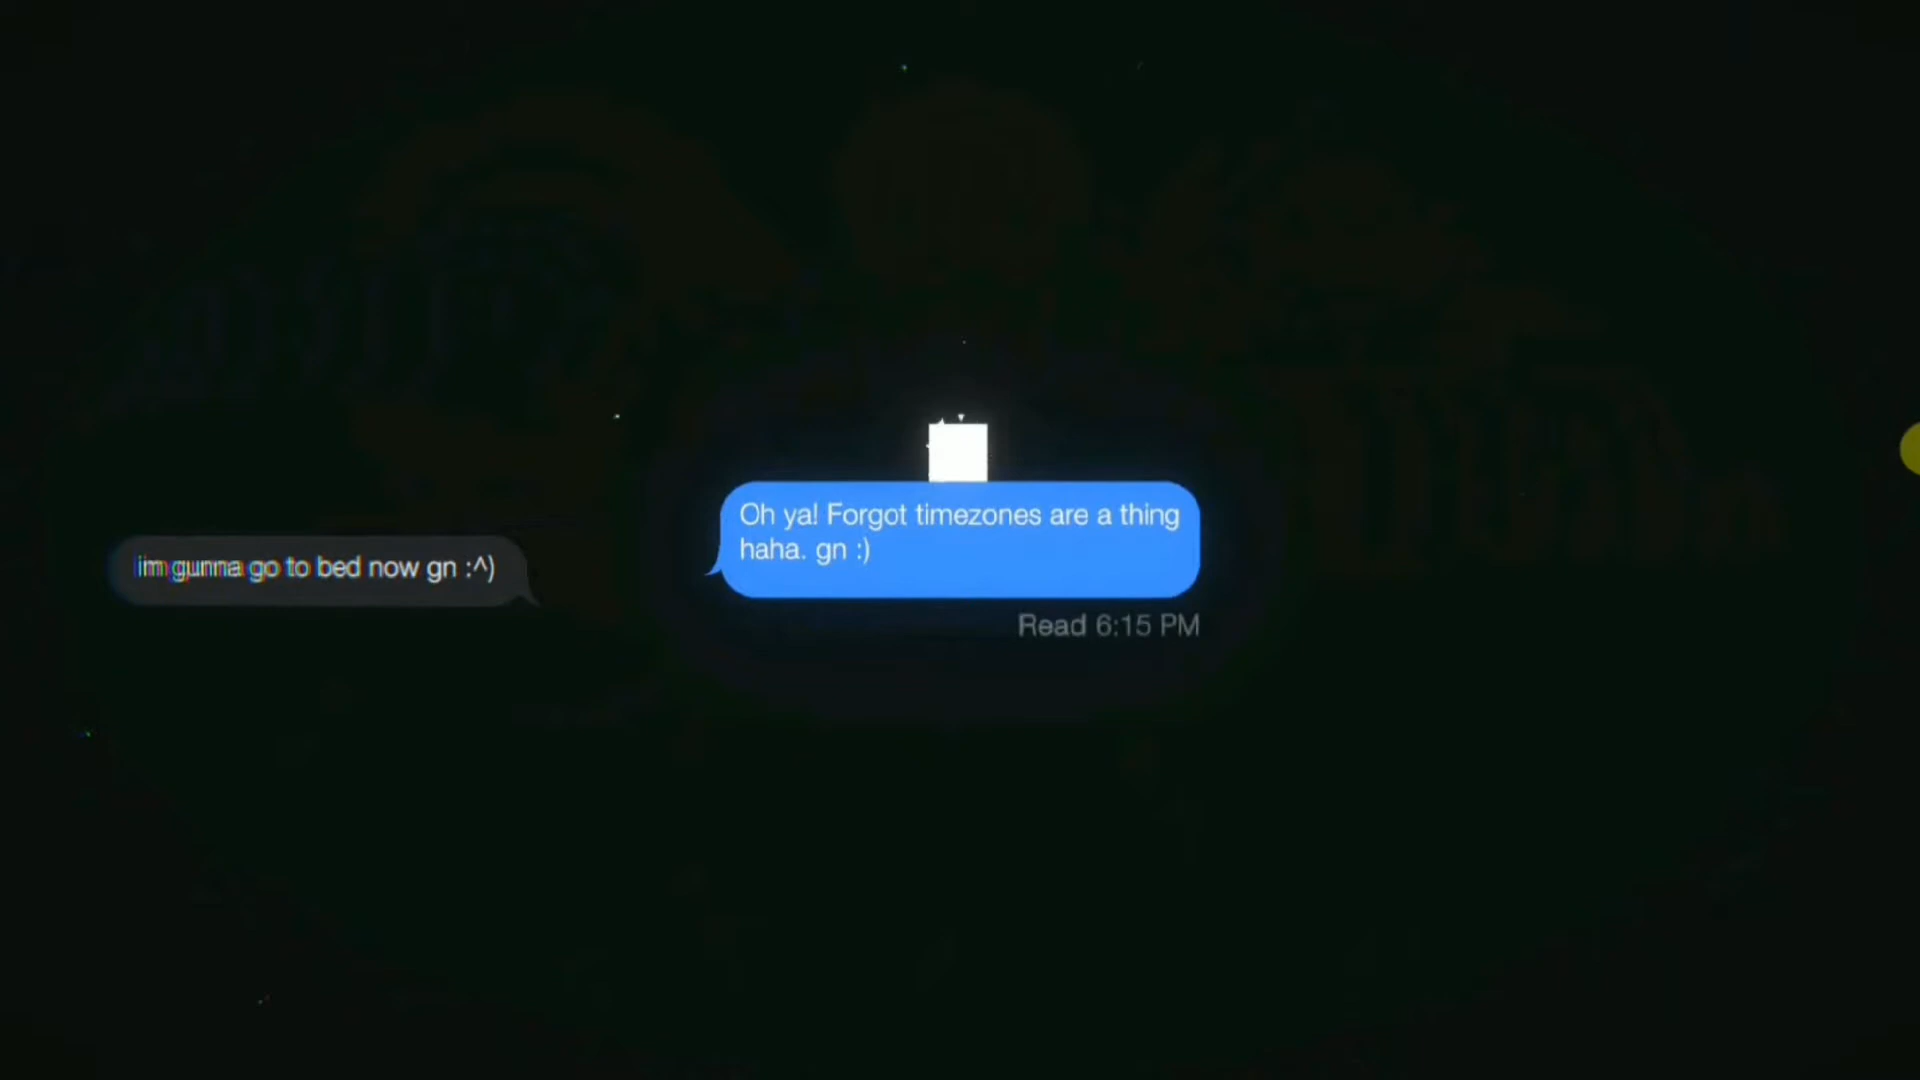 im gunna go to bed now gn :^)
Oh ya! Forgot timezones are a thing
haha. gn :)
Read 6:15 PM